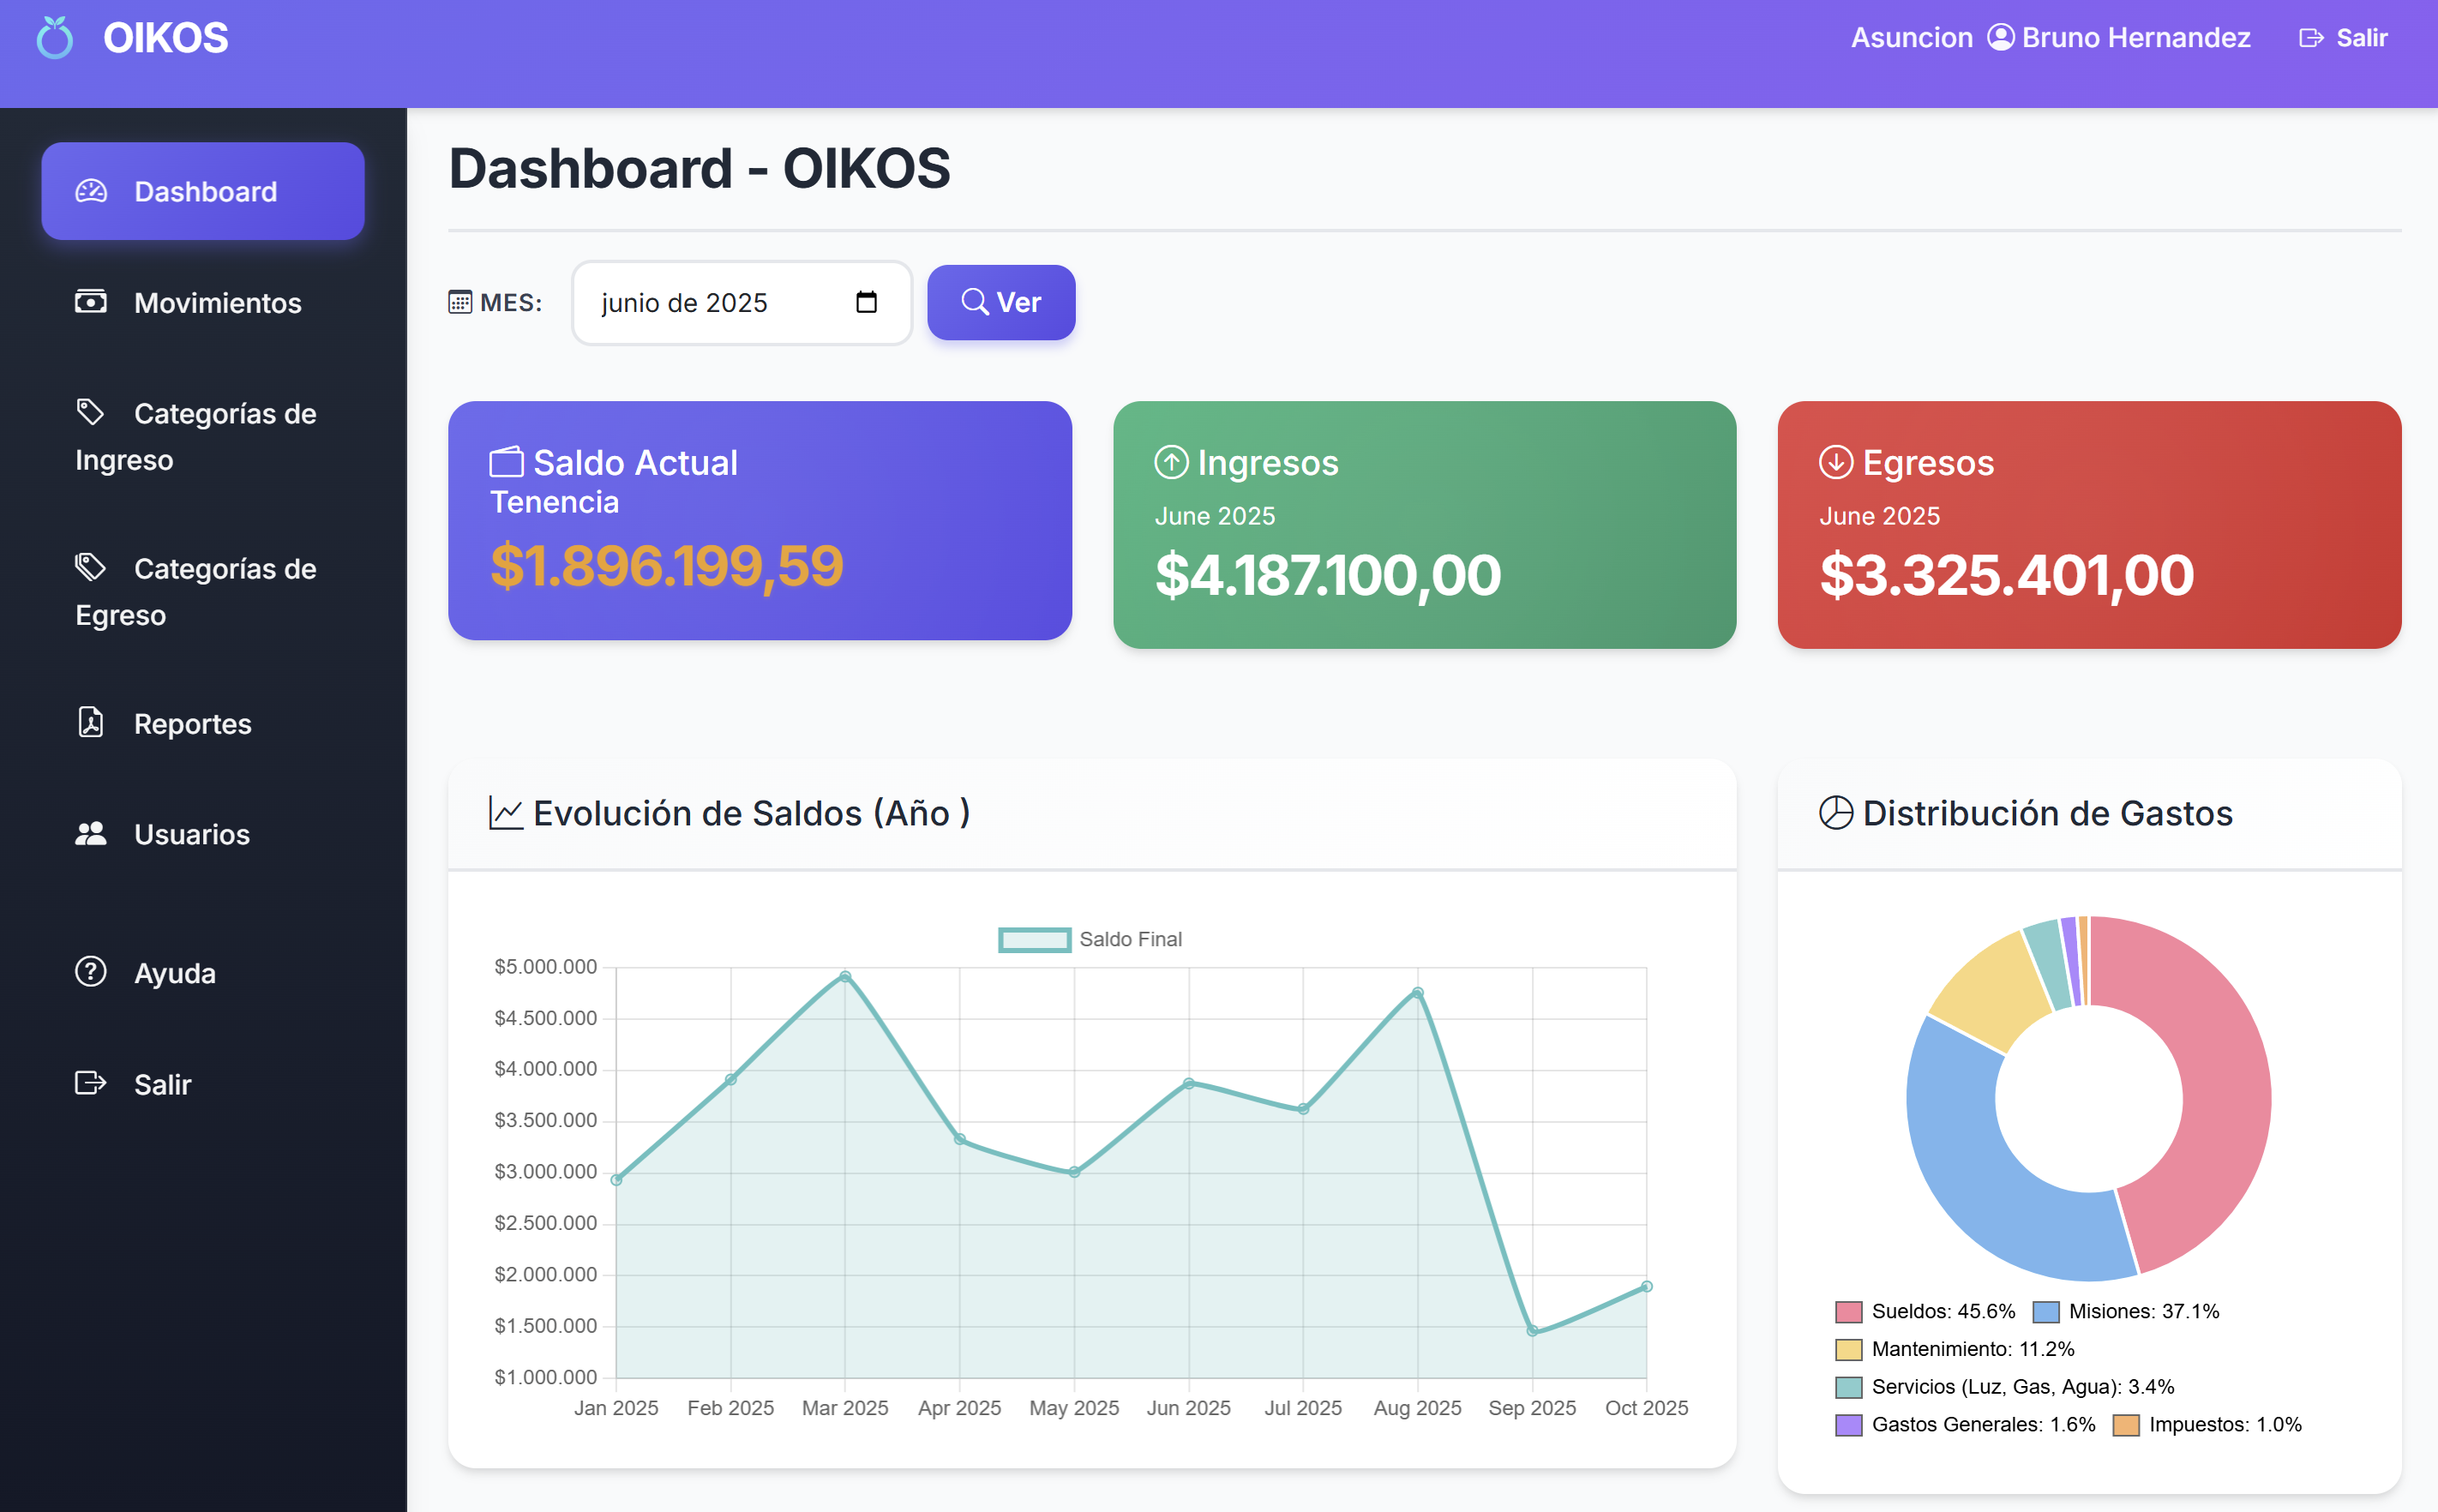 OIKOS
Asuncion Bruno Hernandez Salir
Dashboard
Movimientos
Categorías de
Ingreso
Categorías de
Egreso
Reportes
Usuarios
Ayuda
Salir
Dashboard - OIKOS
MES: junio de 2025 Ver
Saldo Actual
Tenencia
$1.896.199,59
Ingresos
June 2025
$4.187.100,00
Egresos
June 2025
$3.325.401,00
Evolución de Saldos (Año )
Saldo Final
$5.000.000
$4.500.000
$4.000.000
$3.500.000
$3.000.000
$2.500.000
$2.000.000
$1.500.000
$1.000.000
Jan 2025 Feb 2025 Mar 2025 Apr 2025 May 2025 Jun 2025 Jul 2025 Aug 2025 Sep 2025 Oct 2025
Distribución de Gastos
Sueldos: 45.6% Misiones: 37.1%
Mantenimiento: 11.2%
Servicios (Luz, Gas, Agua): 3.4%
Gastos Generales: 1.6% Impuestos: 1.0%